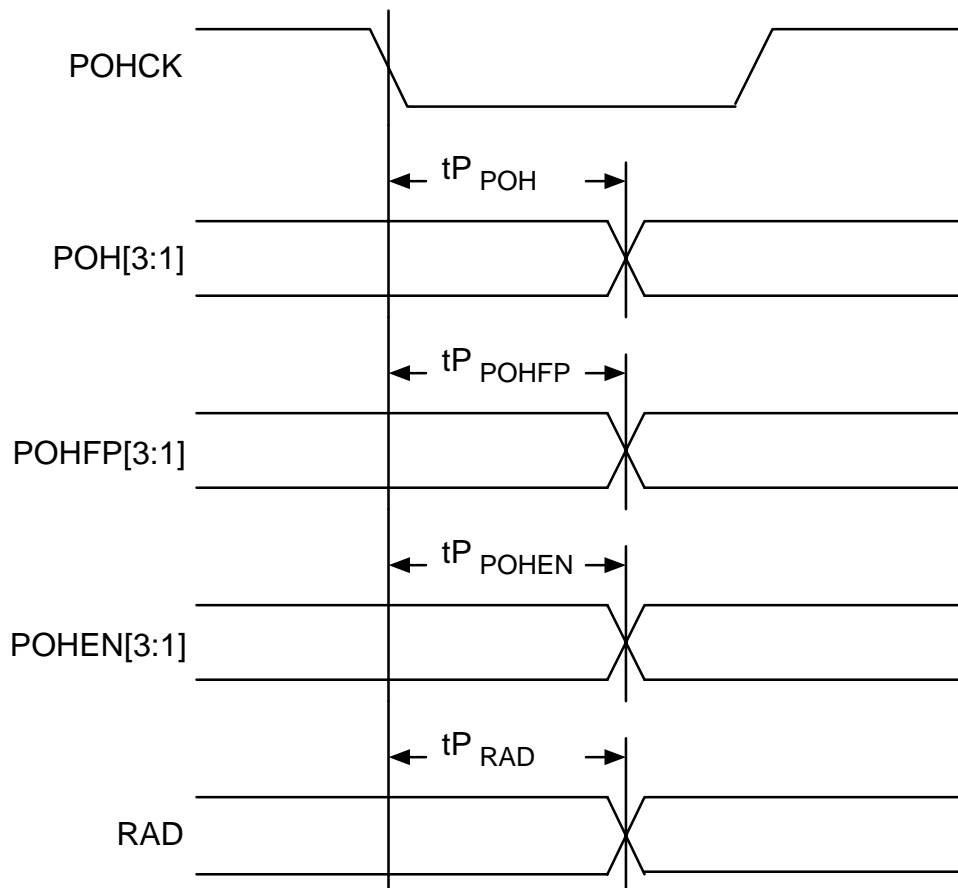 POHCK
tP POH
POH[3:1]
tP POHFP
POHFP[3:1]
tP POHEN
POHEN[3:1]
tP RAD
RAD